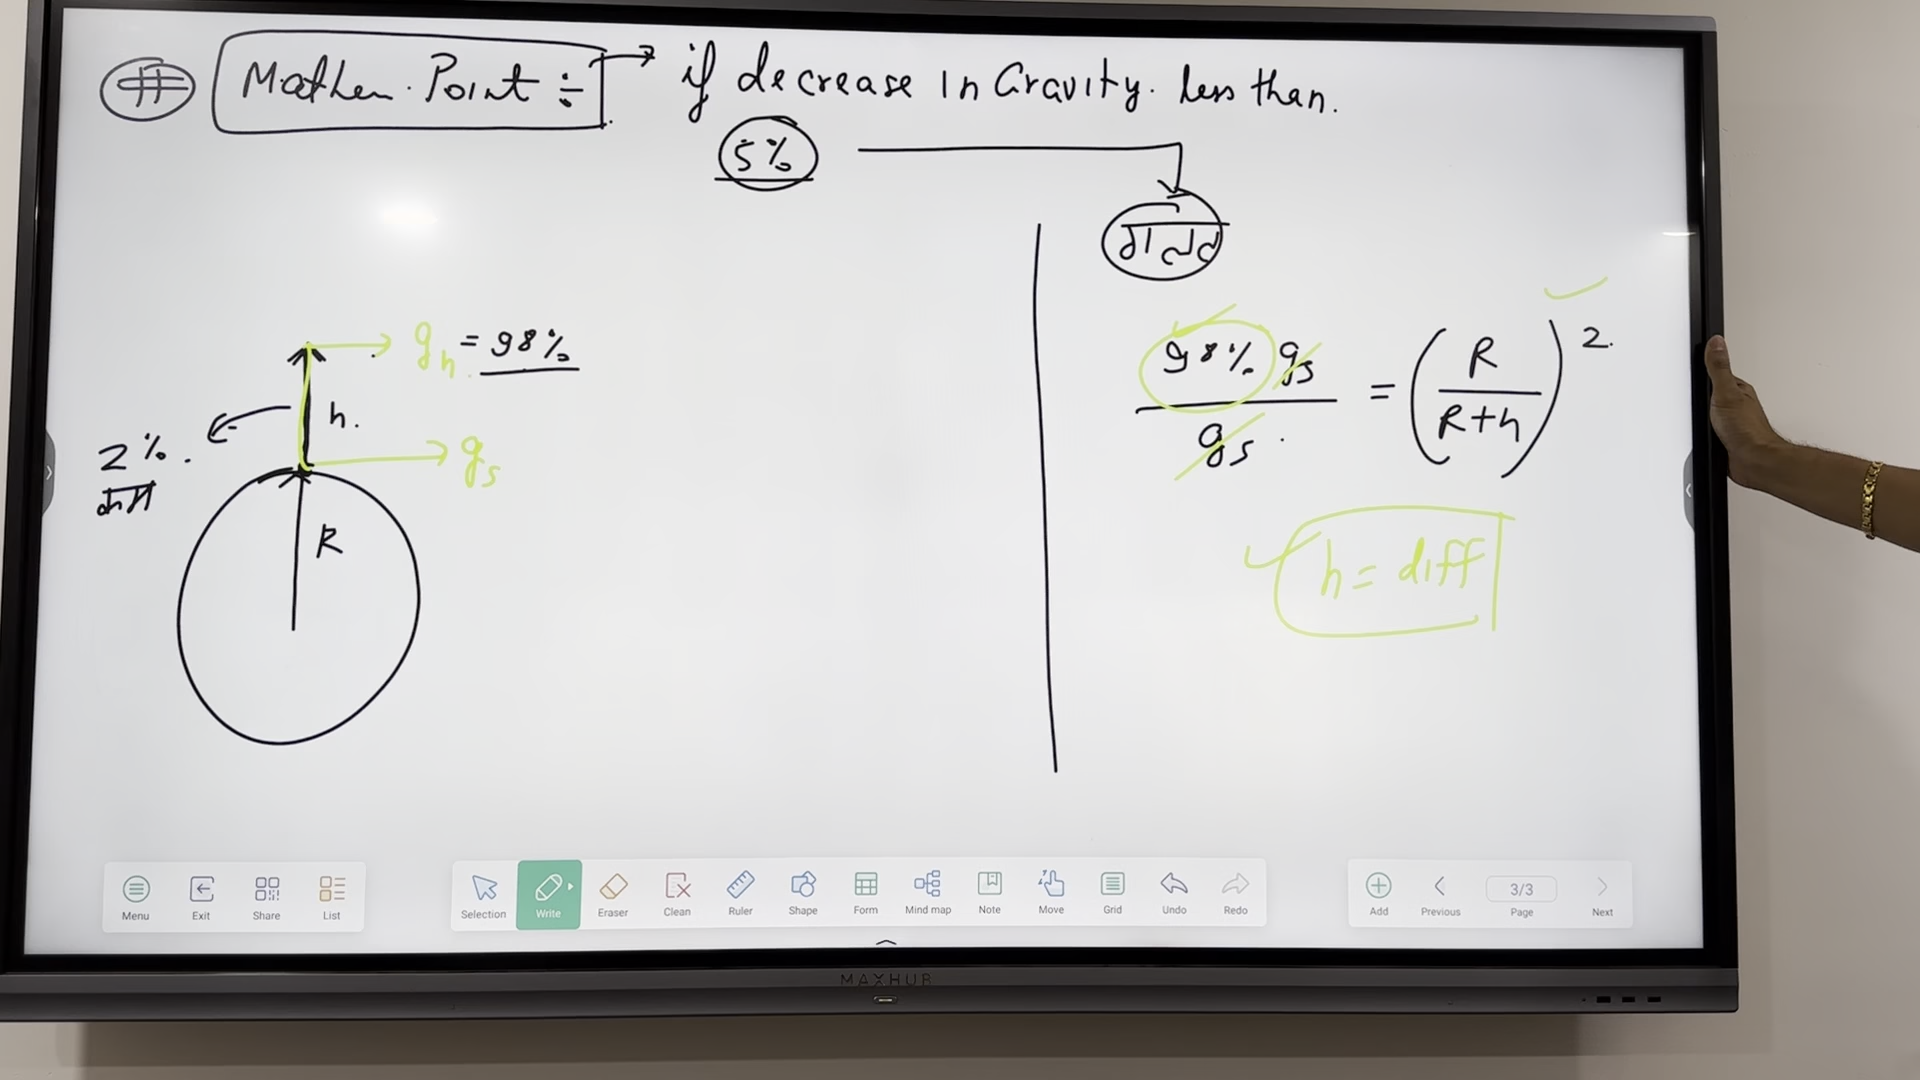 Mathem. Point ÷ → if decrease in Gravity. less than.
5%
गलत
gh = 98%
h.
2%.
कमी
gs
R
98% gs / gs. = (R / R+h)2.
h = diff
Menu Exit Share List
Selection Write Eraser Clean Ruler Shape Form Mind map Note Move Grid Undo Redo
Add Previous 3/3 Page Next
MAXHUB